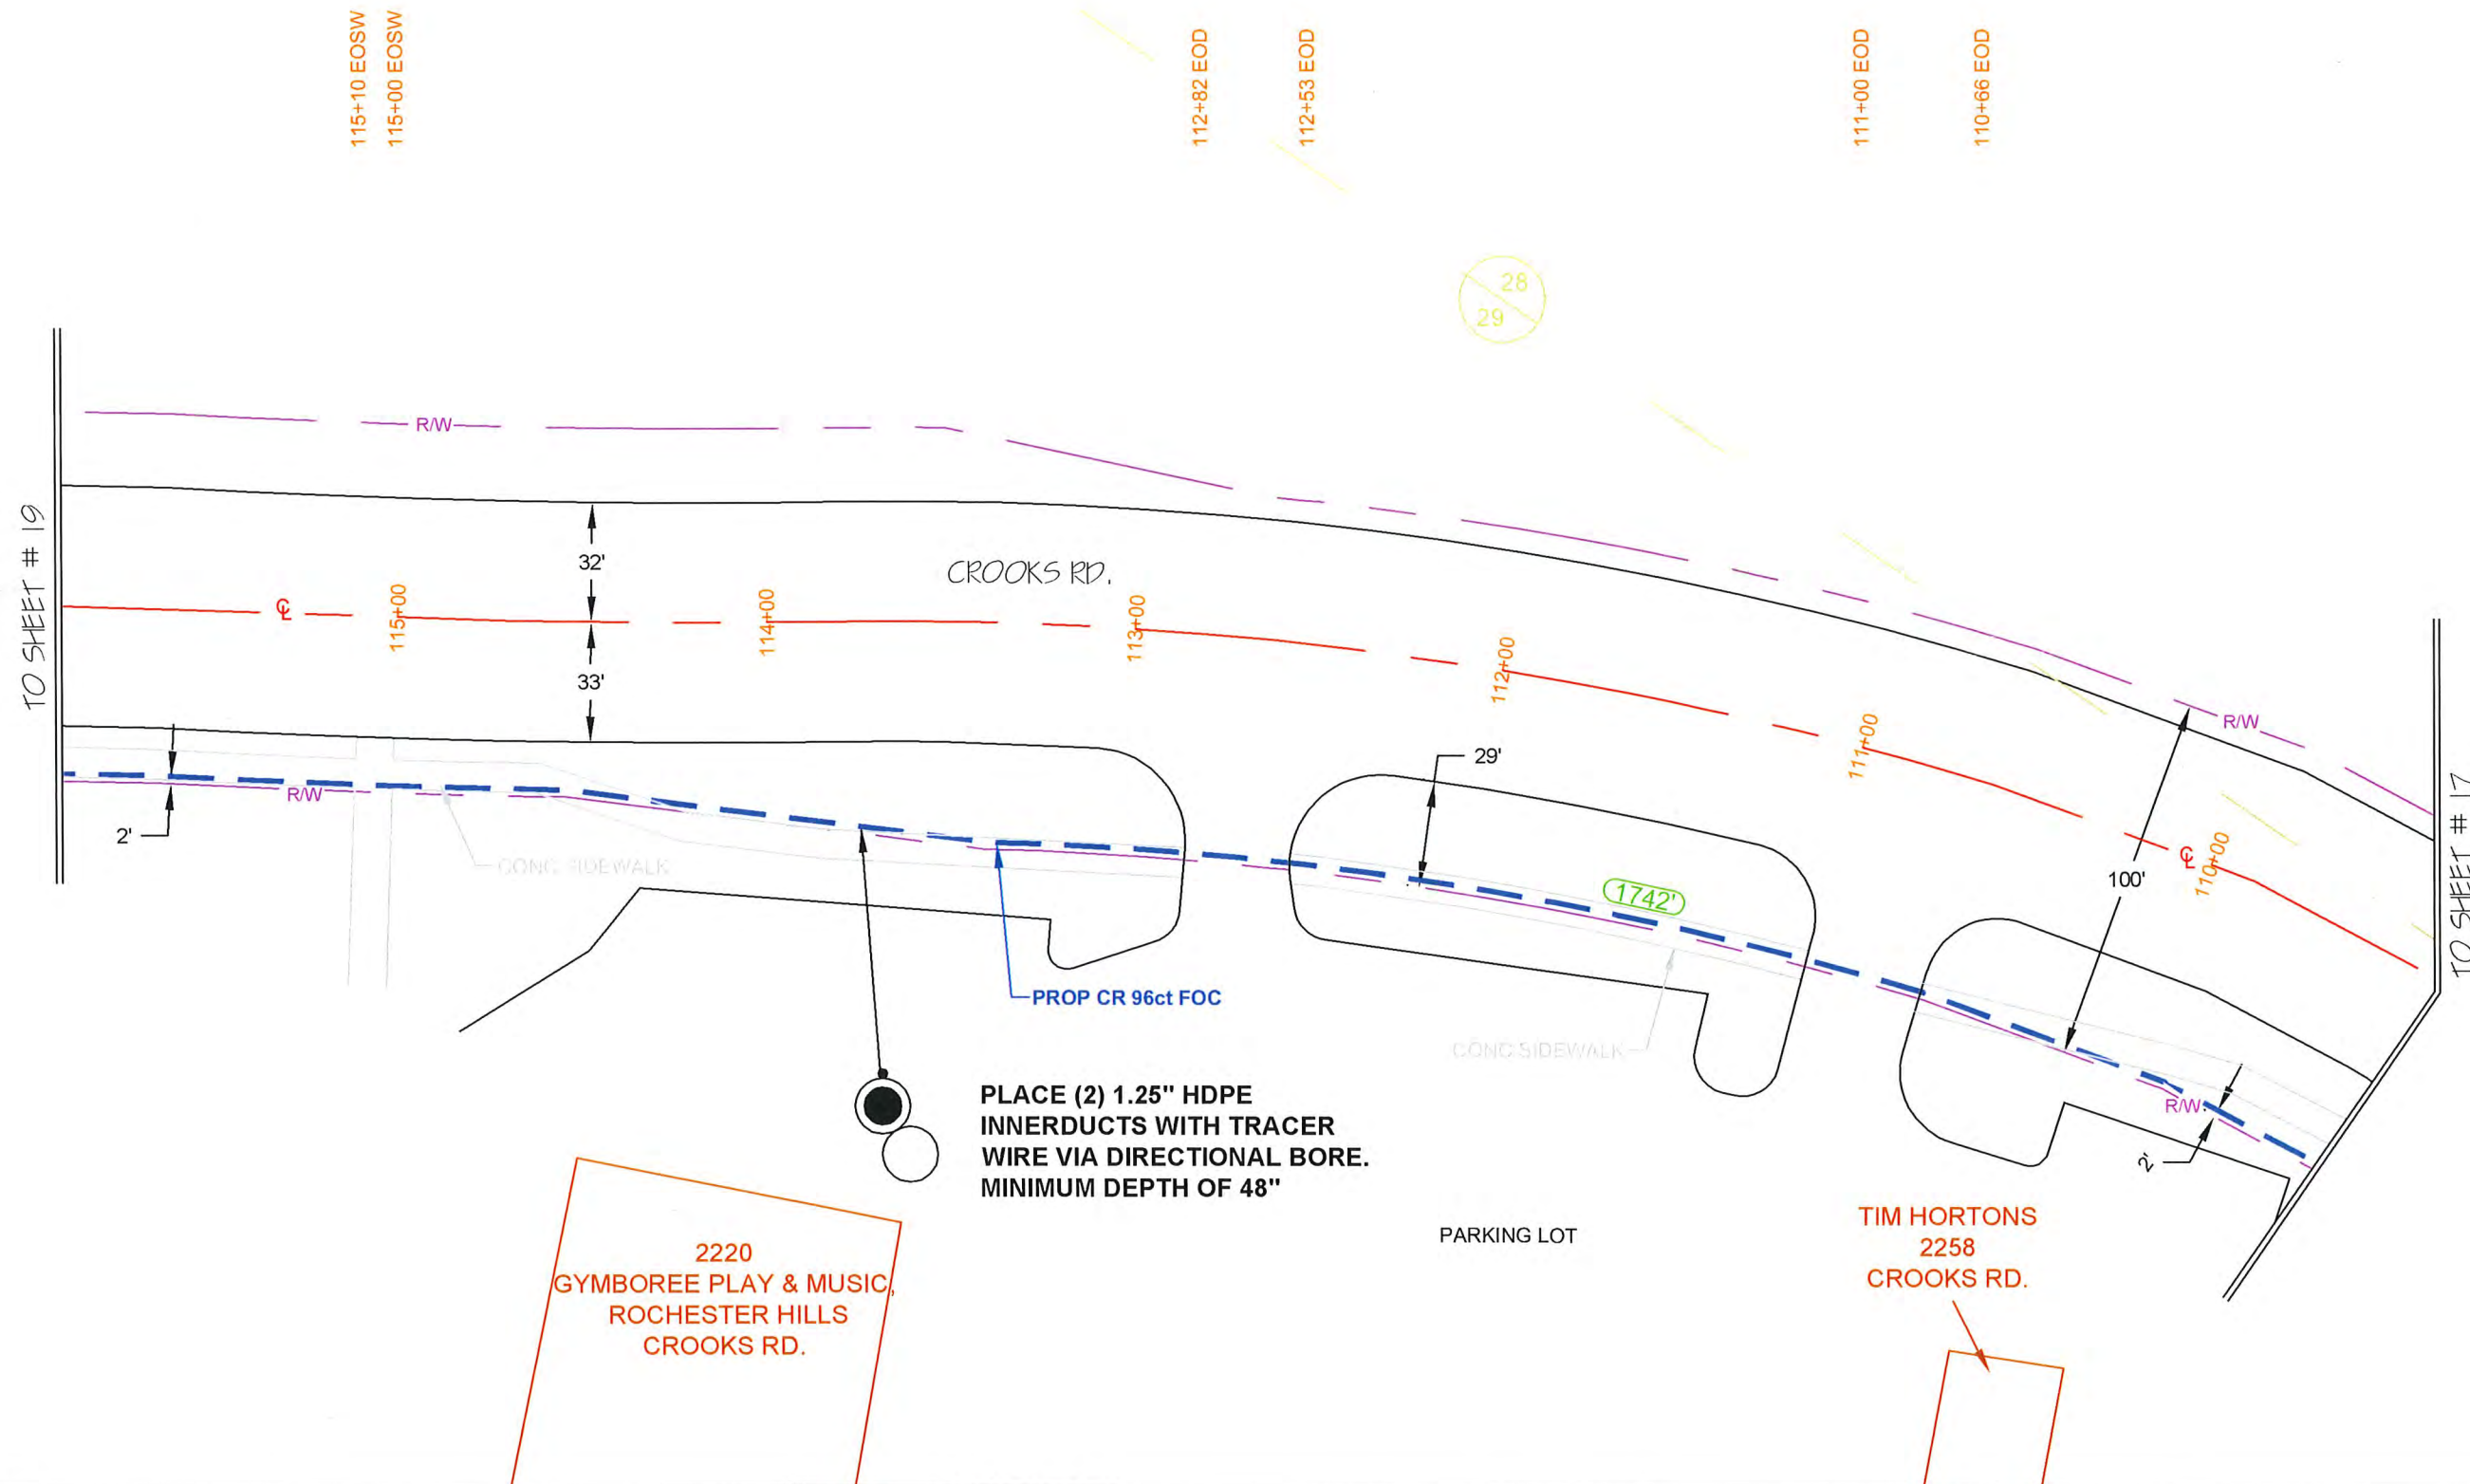 115+10 EOSW
115+00 EOSW
112+82 EOD
112+53 EOD
111+00 EOD
110+66 EOD
28
29
R/W
TO SHEET # 19
32'
CROOKS RD.
℄
115+00
114+00
113+00
33'
112+00
R/W
111+00
29'
TO SHEET # 17
R/W
2'
CONC SIDEWALK
℄
110+00
100'
1742'
PROP CR 96ct FOC
CONC SIDEWALK
R/W
2'
PLACE (2) 1.25" HDPE
INNERDUCTS WITH TRACER
WIRE VIA DIRECTIONAL BORE.
MINIMUM DEPTH OF 48"
PARKING LOT
TIM HORTONS
2258
CROOKS RD.
2220
GYMBOREE PLAY & MUSIC,
ROCHESTER HILLS
CROOKS RD.